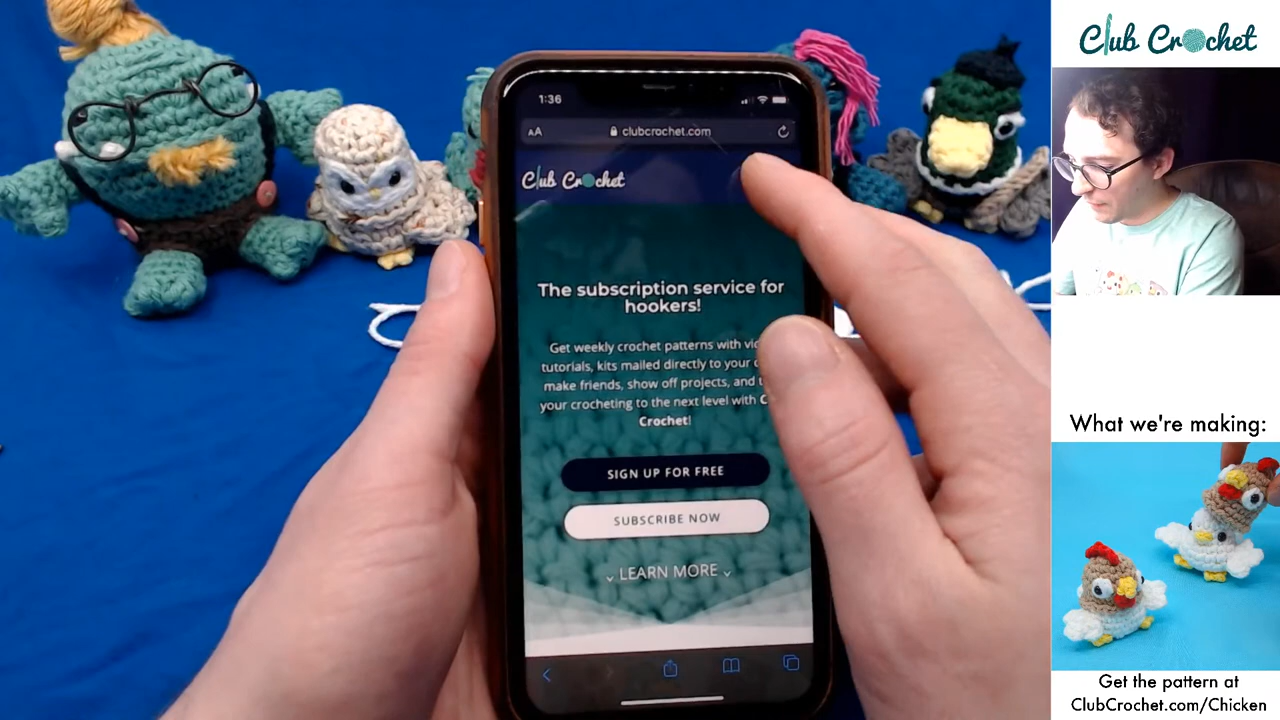 Club Crochet
1:36
AA clubcrochet.com
Club Crochet
The subscription service for
hookers!
Get weekly crochet patterns with
tutorials, kits mailed directly to your
make friends, show off projects, and
your crocheting to the next level with
Crochet!
SIGN UP FOR FREE
SUBSCRIBE NOW
LEARN MORE
What we're making:
Get the pattern at
ClubCrochet.com/Chicken